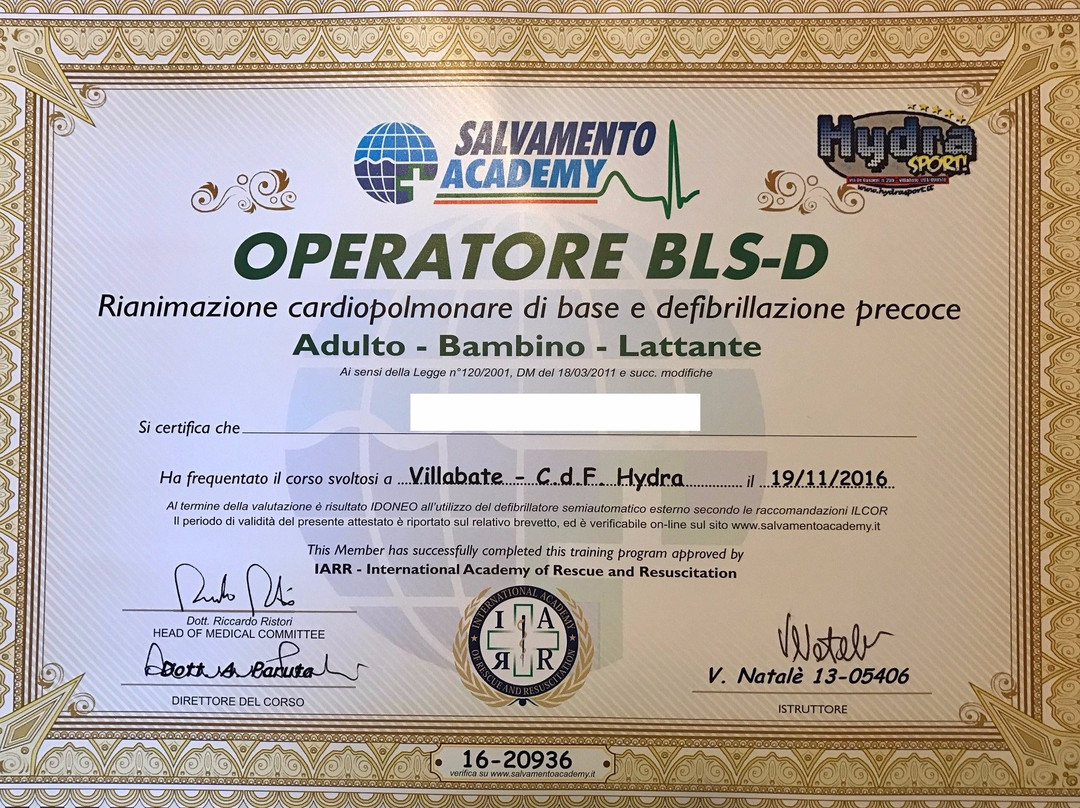 SALVAMENTO
ACADEMY
Hydra
SPORT!
www.hydrasport.it
OPERATORE BLS-D
Rianimazione cardiopolmonare di base e defibrillazione precoce
Adulto - Bambino - Lattante
Ai sensi della Legge n°120/2001, DM del 18/03/2011 e succ. modifiche
Si certifica che
Ha frequentato il corso svoltosi a Villabate - C.d.F. Hydra il 19/11/2016
Al termine della valutazione è risultato IDONEO all'utilizzo del defibrillatore semiautomatico esterno secondo le raccomandazioni ILCOR
Il periodo di validità del presente attestato è riportato sul relativo brevetto, ed è verificabile on-line sul sito www.salvamentoacademy.it
This Member has successfully completed this training program approved by
IARR - International Academy of Rescue and Resuscitation
Dott. Riccardo Ristori
HEAD OF MEDICAL COMMITTEE
Dott. A. Paruta
DIRETTORE DEL CORSO
INTERNATIONAL ACADEMY
I A
R R
OF RESCUE AND RESUSCITATION
V. Natalè 13-05406
ISTRUTTORE
16-20936
verifica su www.salvamentoacademy.it